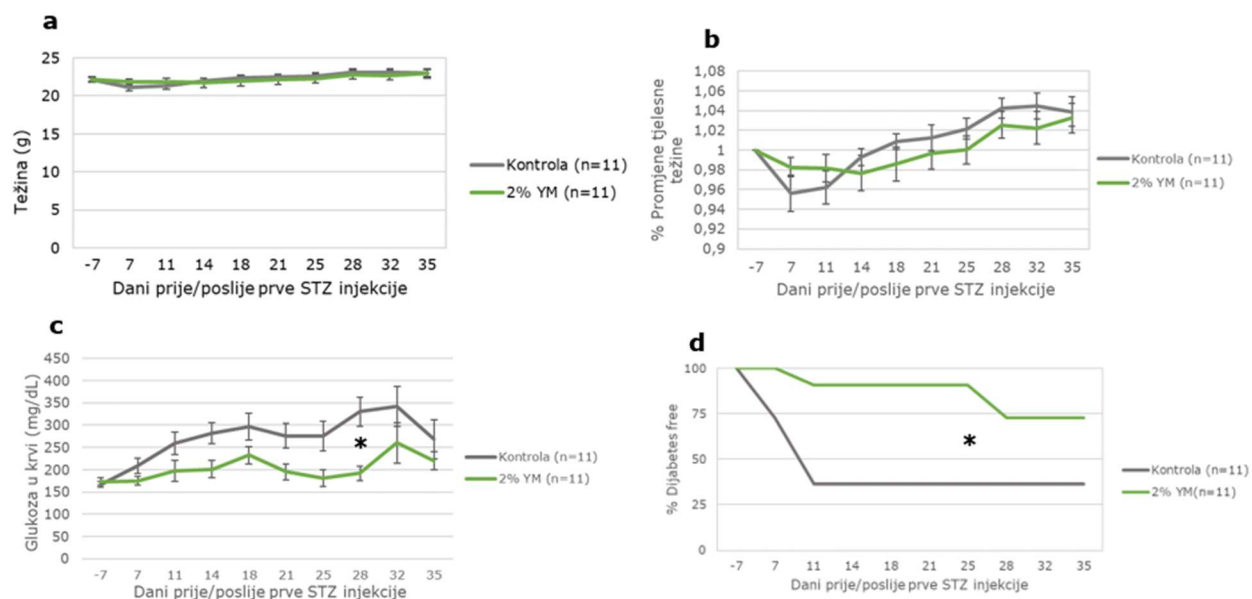 a
25
20
15
10
5
0
Težina (g)
-7 7 11 14 18 21 25 28 32 35
Dani prije/poslije prve STZ injekcije
Kontrola (n=11)
2% YM (n=11)
b
1,08
1,06
1,04
1,02
1
0,98
0,96
0,94
0,92
0,9
% Promjene tjelesne
težine
-7 7 11 14 18 21 25 28 32 35
Dani prije/poslije prve STZ injekcije
Kontrola (n=11)
2% YM (n=11)
c
450
400
350
300
250
200
150
100
50
0
Glukoza u krvi (mg/dL)
*
-7 7 11 14 18 21 25 28 32 35
Dani prije/poslije prve STZ injekcije
Kontrola (n=11)
2% YM (n=11)
d
100
75
50
25
0
% Dijabetes free
*
-7 7 11 14 18 21 25 28 32 35
Dani prije/poslije prve STZ injekcije
Kontrola (n=11)
2% YM(n=11)